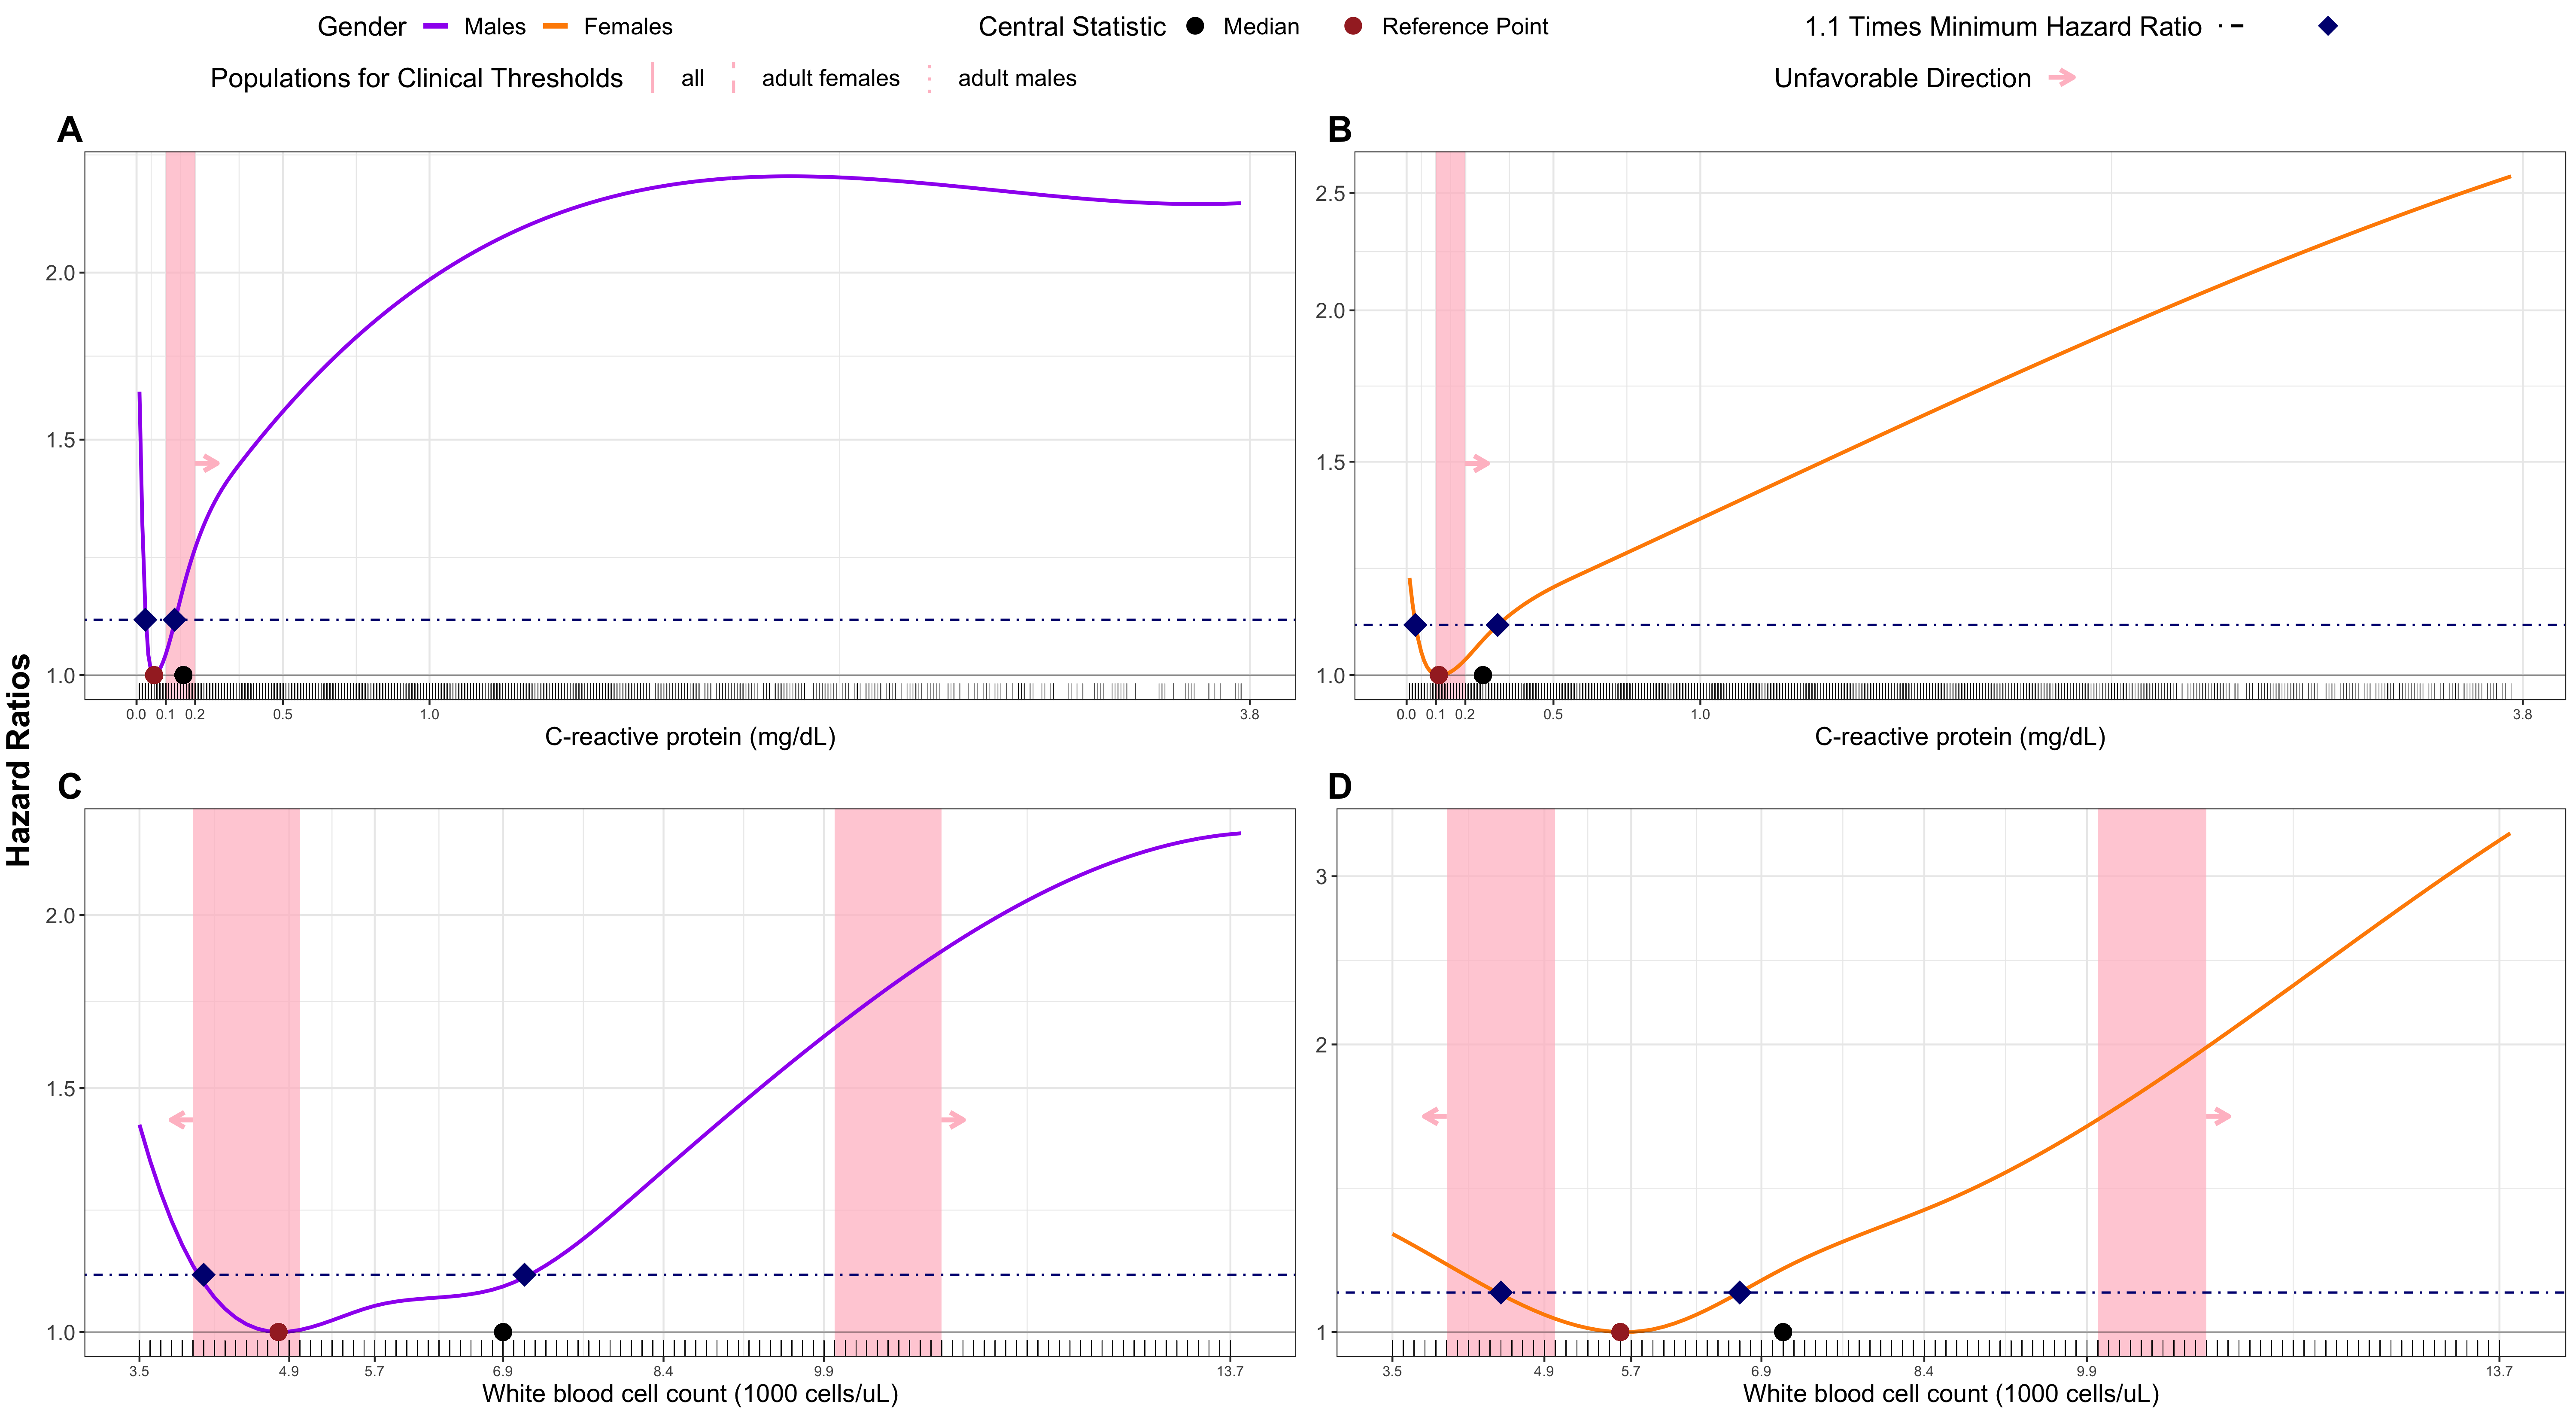 Gender Males Females Central Statistic Median Reference Point 1.1 Times Minimum Hazard Ratio
Populations for Clinical Thresholds all adult females adult males Unfavorable Direction
Hazard Ratios
A
2.0
1.5
1.0
0.0 0.1 0.2 0.5 1.0 3.8
C-reactive protein (mg/dL)
B
2.5
2.0
1.5
1.0
0.0 0.1 0.2 0.5 1.0 3.8
C-reactive protein (mg/dL)
C
2.0
1.5
1.0
3.5 4.9 5.7 6.9 8.4 9.9 13.7
White blood cell count (1000 cells/uL)
D
3
2
1
3.5 4.9 5.7 6.9 8.4 9.9 13.7
White blood cell count (1000 cells/uL)